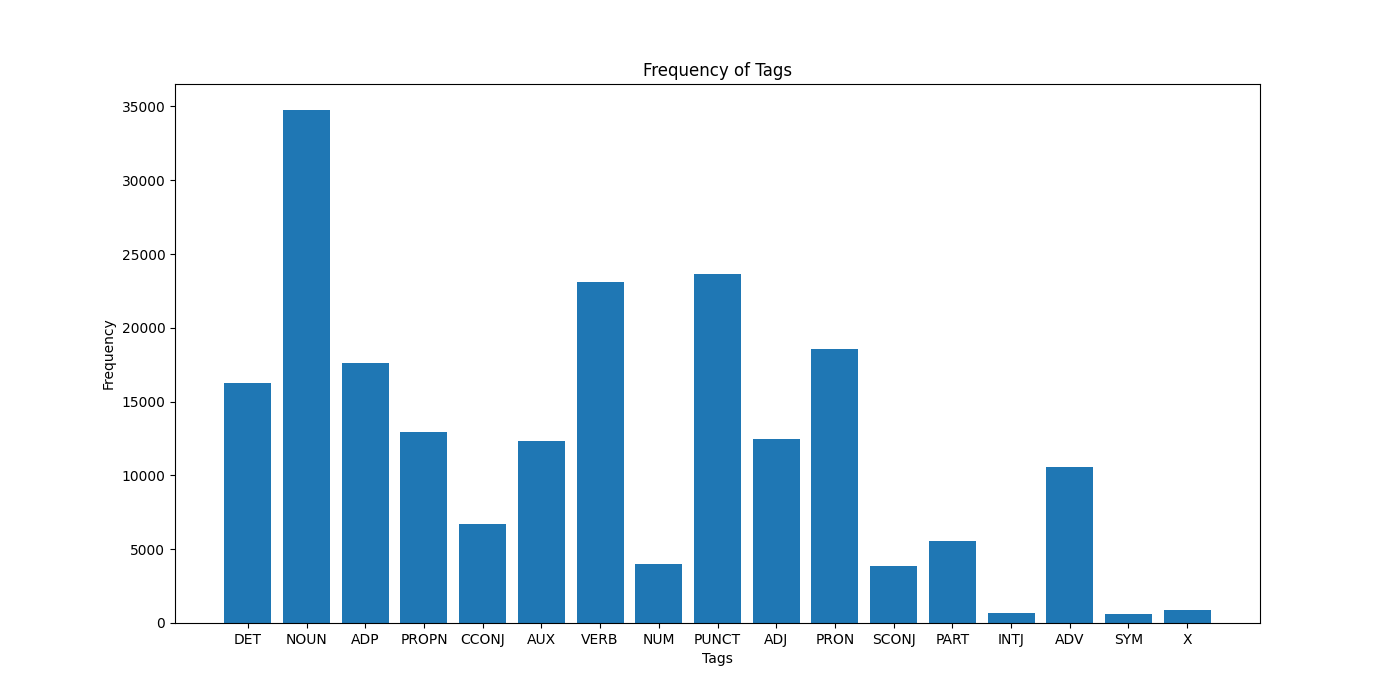 Frequency of Tags
35000
30000
25000
20000
15000
10000
5000
0
Frequency
DET NOUN ADP PROPN CCONJ AUX VERB NUM PUNCT ADJ PRON SCONJ PART INTJ ADV SYM X
Tags